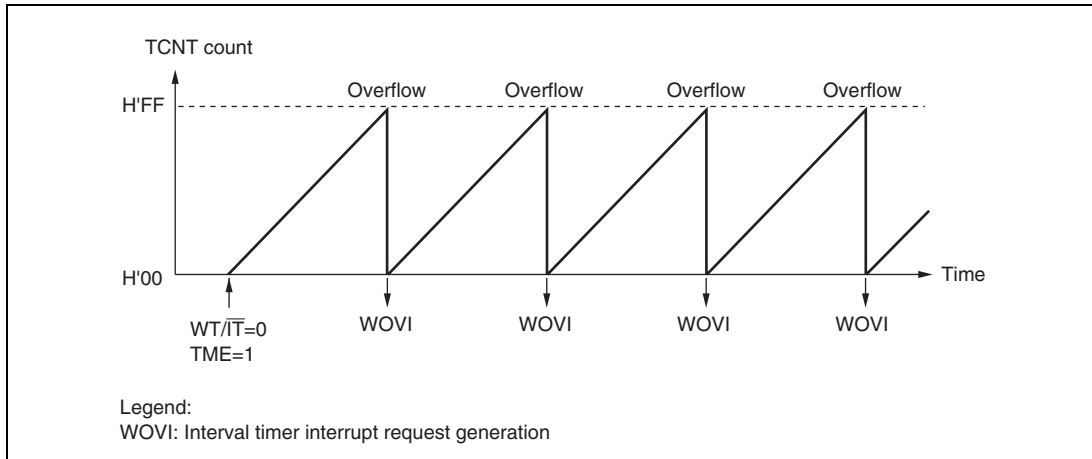 TCNT count
Overflow Overflow Overflow Overflow
H'FF
H'00
Time
WT/I̅T̅=0
TME=1
WOVI WOVI WOVI WOVI
Legend:
WOVI: Interval timer interrupt request generation